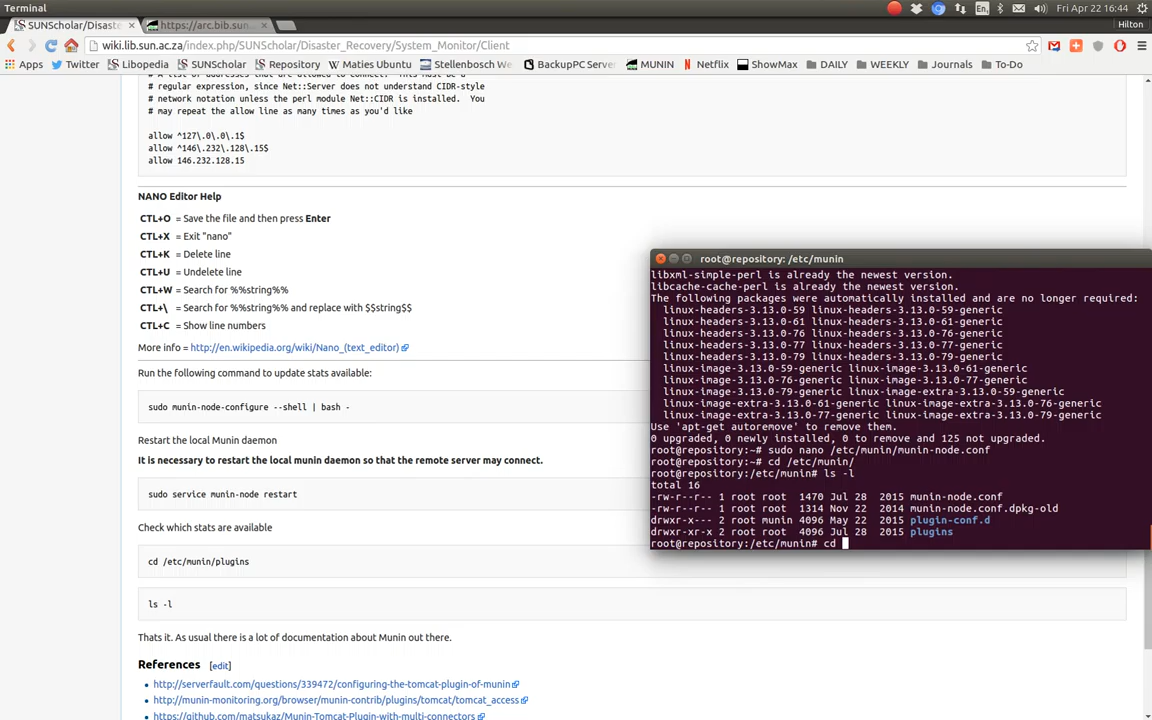 Terminal
En
Fri Apr 22 16:44
SUNScholar/Disaste
https://arc.bib.sun
Hilton
wiki.lib.sun.ac.za/index.php/SUNScholar/Disaster_Recovery/System_Monitor/Client
Apps Twitter Libopedia SUNScholar Repository Maties Ubuntu Stellenbosch We BackupPC Server MUNIN Netflix ShowMax DAILY WEEKLY Journals To-Do
# A list of addresses that are allowed to connect. This must be a
# regular expression, since Net::Server does not understand CIDR-style
# network notation unless the perl module Net::CIDR is installed. You
# may repeat the allow line as many times as you'd like
allow ^127\.0\.0\.1$
allow ^146\.232\.128\.15$
allow 146.232.128.15
NANO Editor Help
CTL+O = Save the file and then press Enter
CTL+X = Exit "nano"
CTL+K = Delete line
CTL+U = Undelete line
CTL+W = Search for %%string%%
CTL+\ = Search for %%string%% and replace with $$string$$
CTL+C = Show line numbers
More info = http://en.wikipedia.org/wiki/Nano_(text_editor)
Run the following command to update stats available:
sudo munin-node-configure --shell | bash -
Restart the local Munin daemon
It is necessary to restart the local munin daemon so that the remote server may connect.
sudo service munin-node restart
Check which stats are available
cd /etc/munin/plugins
ls -l
Thats it. As usual there is a lot of documentation about Munin out there.
References [edit]
http://serverfault.com/questions/339472/configuring-the-tomcat-plugin-of-munin
http://munin-monitoring.org/browser/munin-contrib/plugins/tomcat/tomcat_access
https://github.com/matsukaz/Munin-Tomcat-Plugin-with-multi-connectors
root@repository: /etc/munin
libxml-simple-perl is already the newest version.
libcache-cache-perl is already the newest version.
The following packages were automatically installed and are no longer required:
linux-headers-3.13.0-59 linux-headers-3.13.0-59-generic
linux-headers-3.13.0-61 linux-headers-3.13.0-61-generic
linux-headers-3.13.0-76 linux-headers-3.13.0-76-generic
linux-headers-3.13.0-77 linux-headers-3.13.0-77-generic
linux-headers-3.13.0-79 linux-headers-3.13.0-79-generic
linux-image-3.13.0-59-generic linux-image-3.13.0-61-generic
linux-image-3.13.0-76-generic linux-image-3.13.0-77-generic
linux-image-3.13.0-79-generic linux-image-extra-3.13.0-59-generic
linux-image-extra-3.13.0-61-generic linux-image-extra-3.13.0-76-generic
linux-image-extra-3.13.0-77-generic linux-image-extra-3.13.0-79-generic
Use 'apt-get autoremove' to remove them.
0 upgraded, 0 newly installed, 0 to remove and 125 not upgraded.
root@repository:~# sudo nano /etc/munin/munin-node.conf
root@repository:~# cd /etc/munin/
root@repository:/etc/munin# ls -l
total 16
-rw-r--r-- 1 root root 1470 Jul 28 2015 munin-node.conf
-rw-r--r-- 1 root root 1314 Nov 22 2014 munin-node.conf.dpkg-old
drwxr-x--- 2 root munin 4096 May 22 2015 plugin-conf.d
drwxr-xr-x 2 root root 4096 Jul 28 2015 plugins
root@repository:/etc/munin# cd